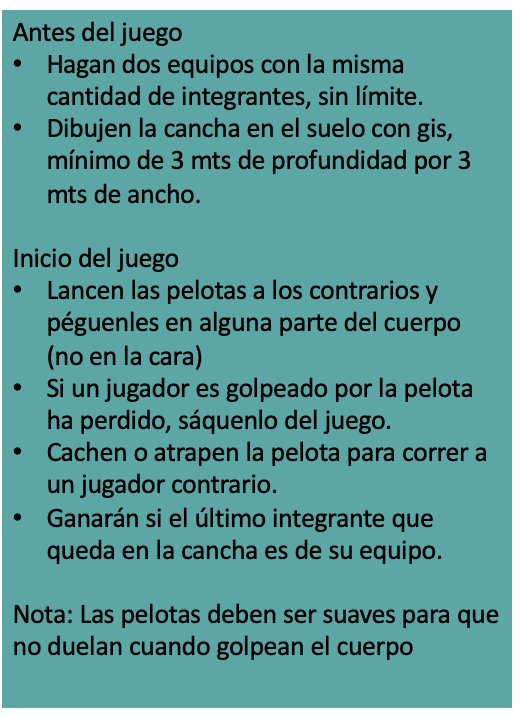 Antes del juego
• Hagan dos equipos con la misma
cantidad de integrantes, sin límite.
• Dibujen la cancha en el suelo con gis,
mínimo de 3 mts de profundidad por 3
mts de ancho.
Inicio del juego
• Lancen las pelotas a los contrarios y
péguenles en alguna parte del cuerpo
(no en la cara)
• Si un jugador es golpeado por la pelota
ha perdido, sáquenlo del juego.
• Cachen o atrapen la pelota para correr a
un jugador contrario.
• Ganarán si el último integrante que
queda en la cancha es de su equipo.
Nota: Las pelotas deben ser suaves para que
no duelan cuando golpean el cuerpo